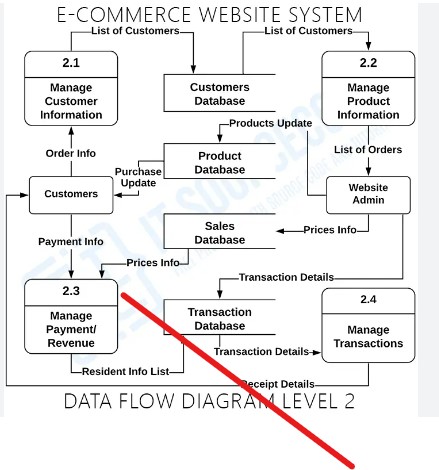 E-COMMERCE WEBSITE SYSTEM
List of Customers
List of Customers
2.1
Manage
Customer
Information
Customers
Database
2.2
Manage
Product
Information
Products Update
Order Info
Product
Database
List of Orders
Purchase
Update
Customers
Website
Admin
Sales
Database
Prices Info
Payment Info
Prices Info
Transaction Details
2.3
Manage
Payment/
Revenue
Transaction
Database
2.4
Manage
Transactions
Transaction Details
Resident Info List
Receipt Details
DATA FLOW DIAGRAM LEVEL 2